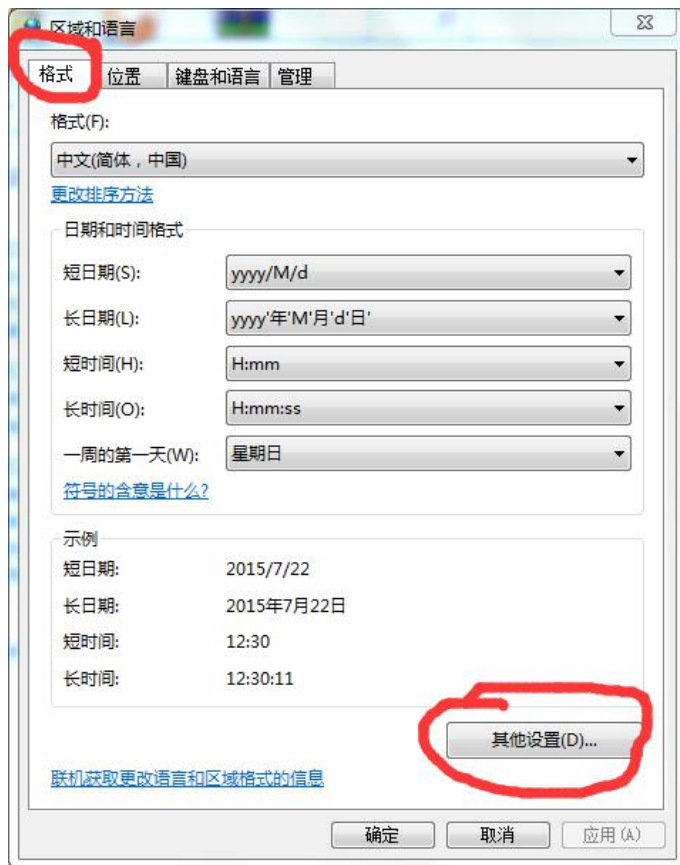 区域和语言
格式 位置 键盘和语言 管理
格式(F):
中文(简体，中国)
更改排序方法
日期和时间格式
短日期(S): yyyy/M/d
长日期(L): yyyy'年'M'月'd'日'
短时间(H): H:mm
长时间(O): H:mm:ss
一周的第一天(W): 星期日
符号的含意是什么?
示例
短日期: 2015/7/22
长日期: 2015年7月22日
短时间: 12:30
长时间: 12:30:11
其他设置(D)...
联机获取更改语言和区域格式的信息
确定 取消 应用(A)